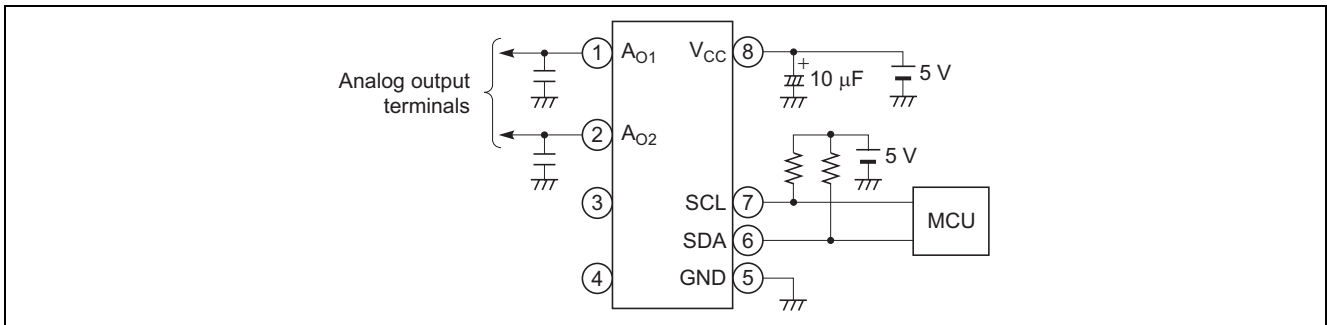 Analog output
terminals
1 A_O1
V_CC 8
+
10 μF
5 V
2 A_O2
5 V
3
SCL 7
MCU
SDA 6
4
GND 5